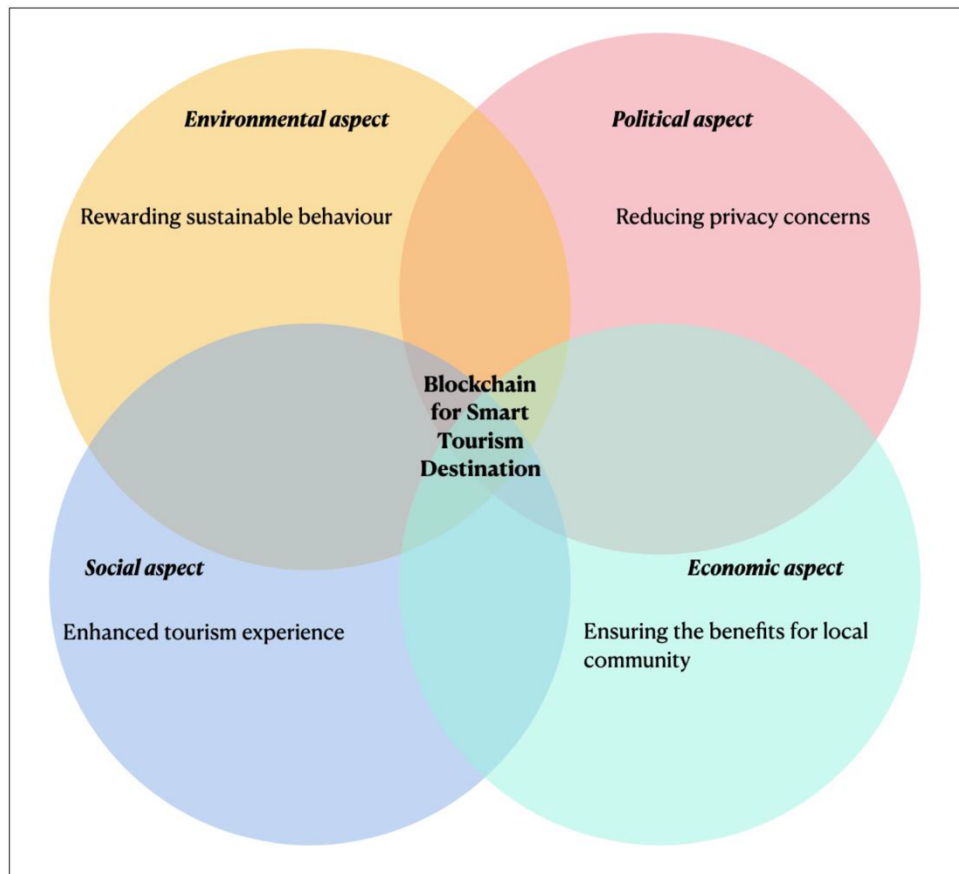 Environmental aspect
Political aspect
Rewarding sustainable behaviour
Reducing privacy concerns
Blockchain
for Smart
Tourism
Destination
Social aspect
Economic aspect
Enhanced tourism experience
Ensuring the benefits for local
community